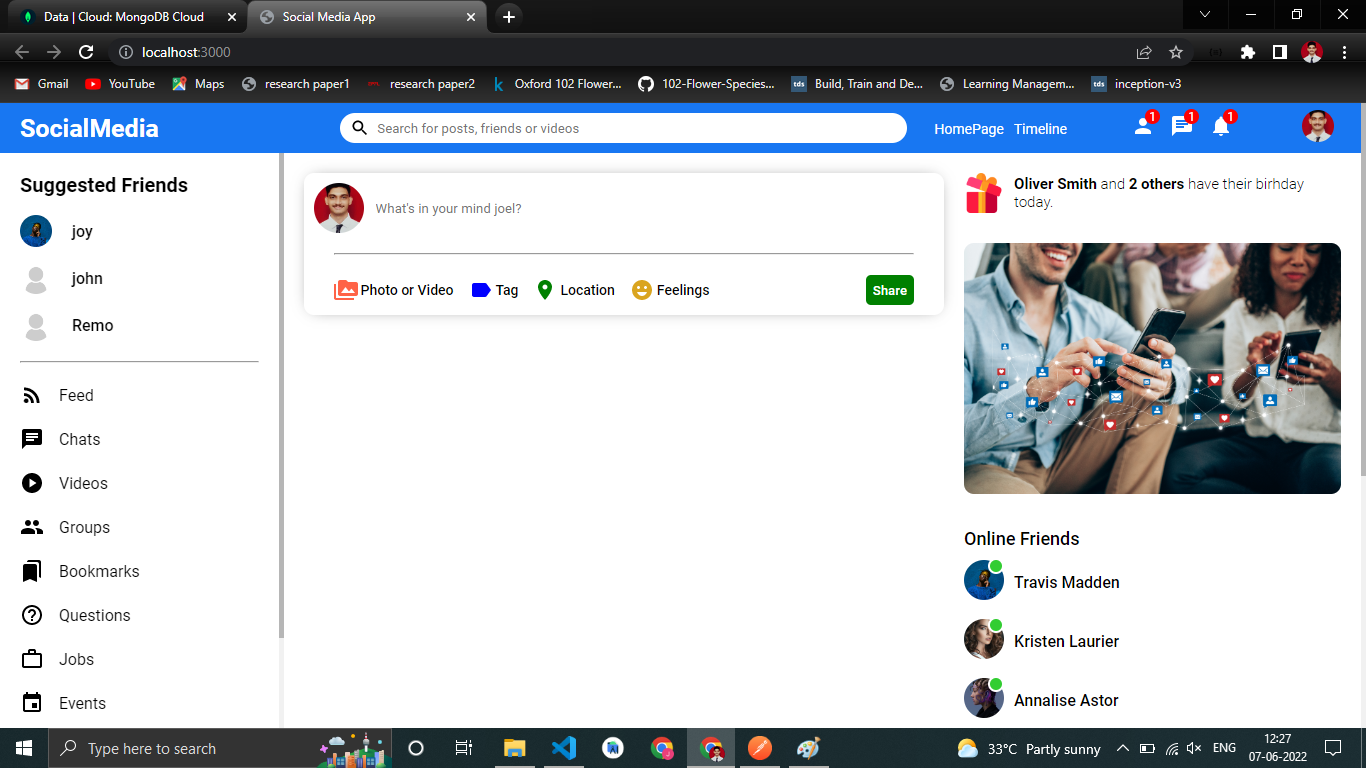 Data | Cloud: MongoDB Cloud
Social Media App
localhost:3000
Gmail
YouTube
Maps
research paper1
research paper2
Oxford 102 Flower...
102-Flower-Species...
Build, Train and De...
Learning Managem...
inception-v3
SocialMedia
Search for posts, friends or videos
HomePage
Timeline
1
1
1
Suggested Friends
joy
john
Remo
Feed
Chats
Videos
Groups
Bookmarks
Questions
Jobs
Events
What's in your mind joel?
Photo or Video
Tag
Location
Feelings
Share
Oliver Smith and 2 others have their birhday
today.
Online Friends
Travis Madden
Kristen Laurier
Annalise Astor
Type here to search
33°C Partly sunny
ENG
12:27
07-06-2022